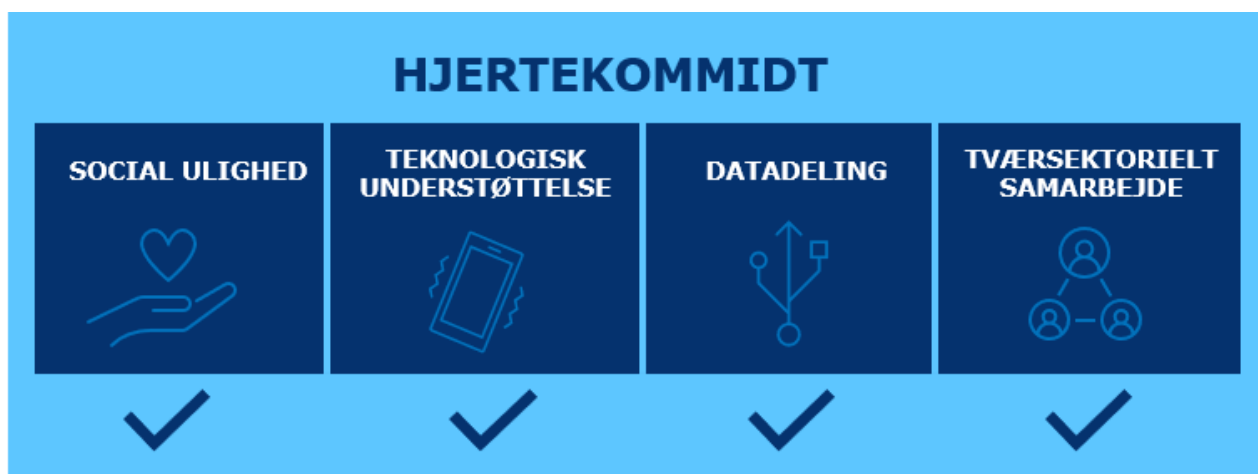 HJERTEKOMMIDT
SOCIAL ULIGHED
TEKNOLOGISK
UNDERSTØTTELSE
DATADELING
TVÆRSEKTORIELT
SAMARBEJDE